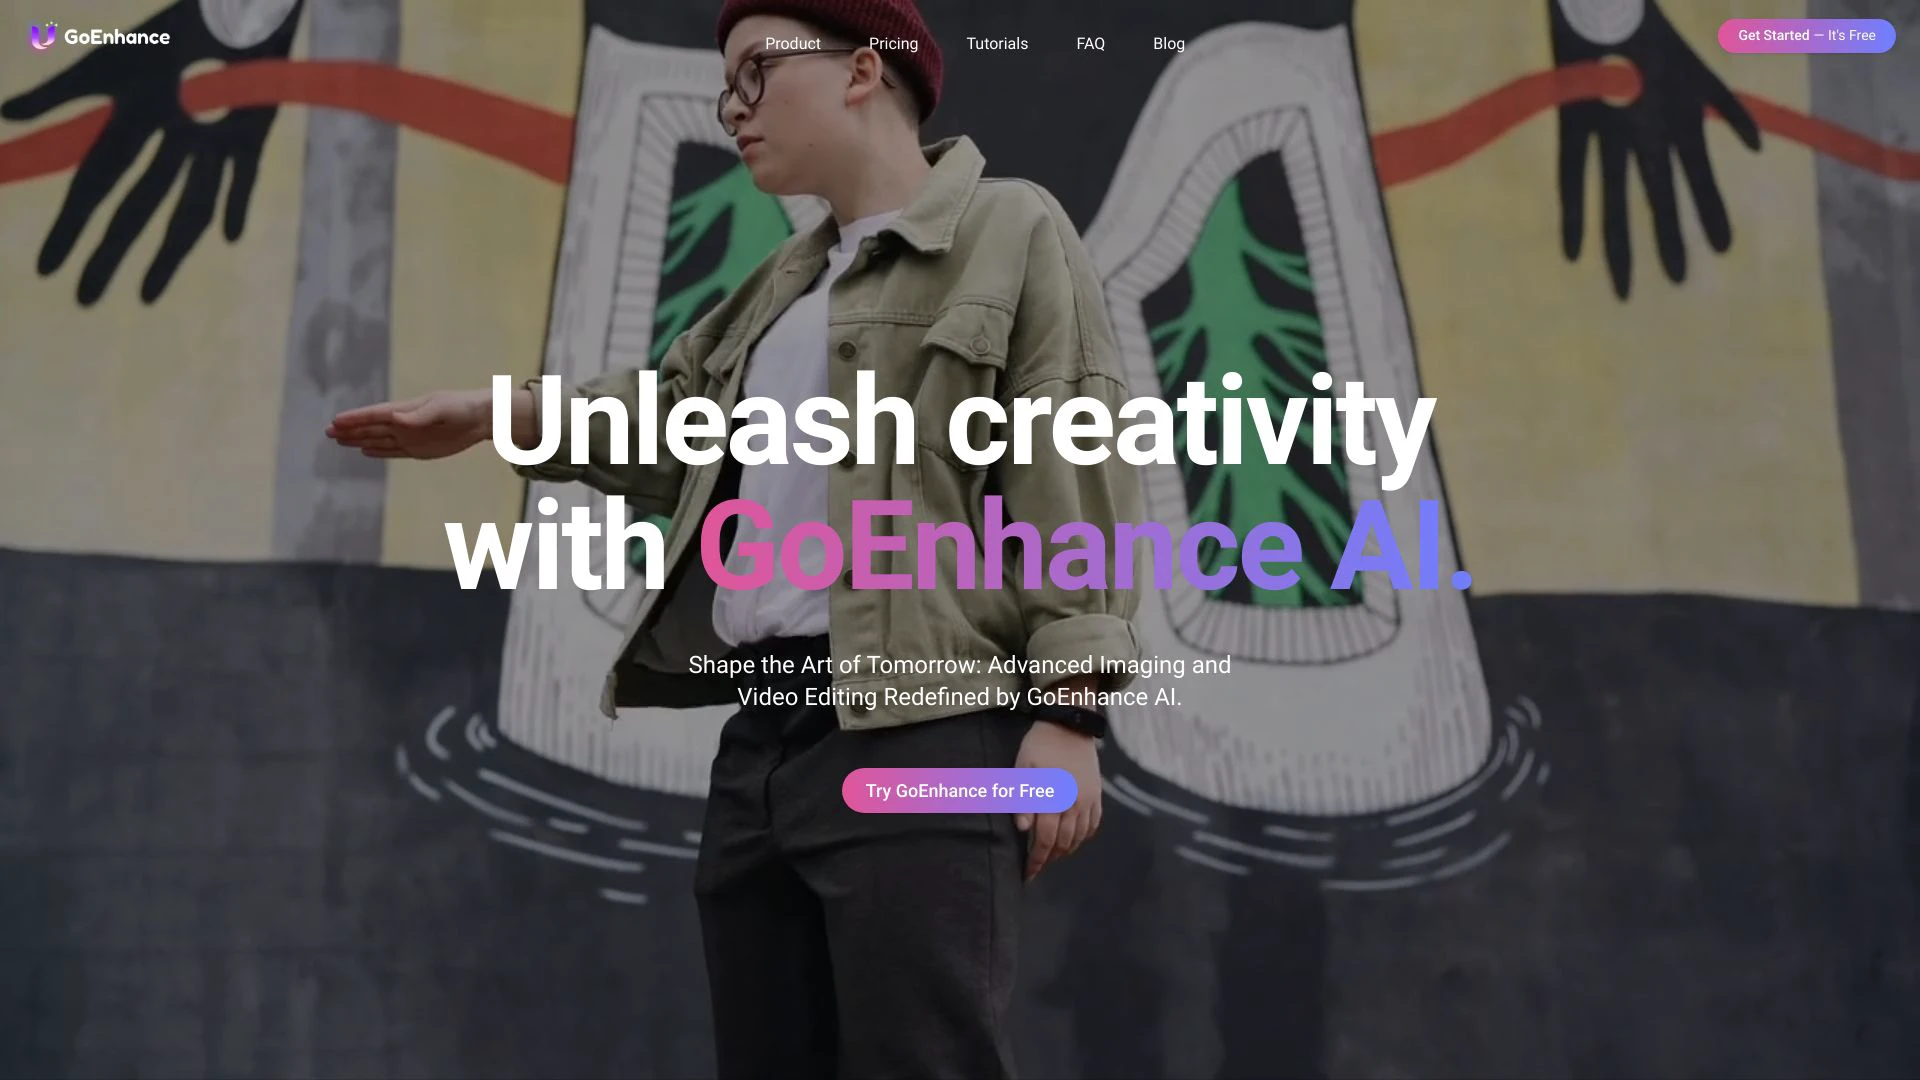 GoEnhance
Product
Pricing
Tutorials
FAQ
Blog
Get Started — It's Free
Unleash creativity
with GoEnhance AI.
Shape the Art of Tomorrow: Advanced Imaging and
Video Editing Redefined by GoEnhance AI.
Try GoEnhance for Free